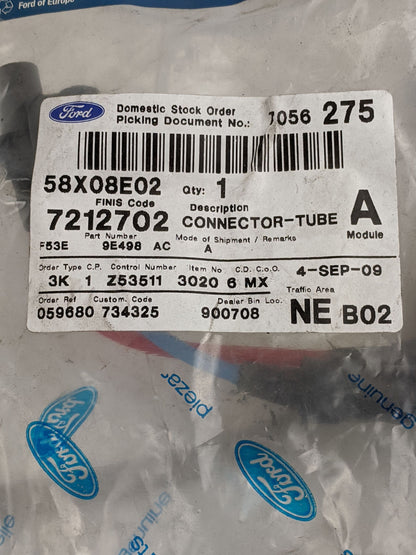 Ford of Europe
Ford
Domestic Stock Order
Picking Document No.: 7056 275
58X08E02 Qty: 1
FINIS Code Description
7212702 CONNECTOR-TUBE A
Part Number Mode of Shipment / Remarks Module
F53E 9E498 AC A
Order Type C.P. Control Number Item No C.D. C.o.O. 4-SEP-09
3K 1 Z53511 3020 6 MX Traffic Area
Order Ref Custom. Code Dealer Bin Loc.
059680 734325 900708 NE B02
genuine
piezas
Ford
Ford
Ford
genuine